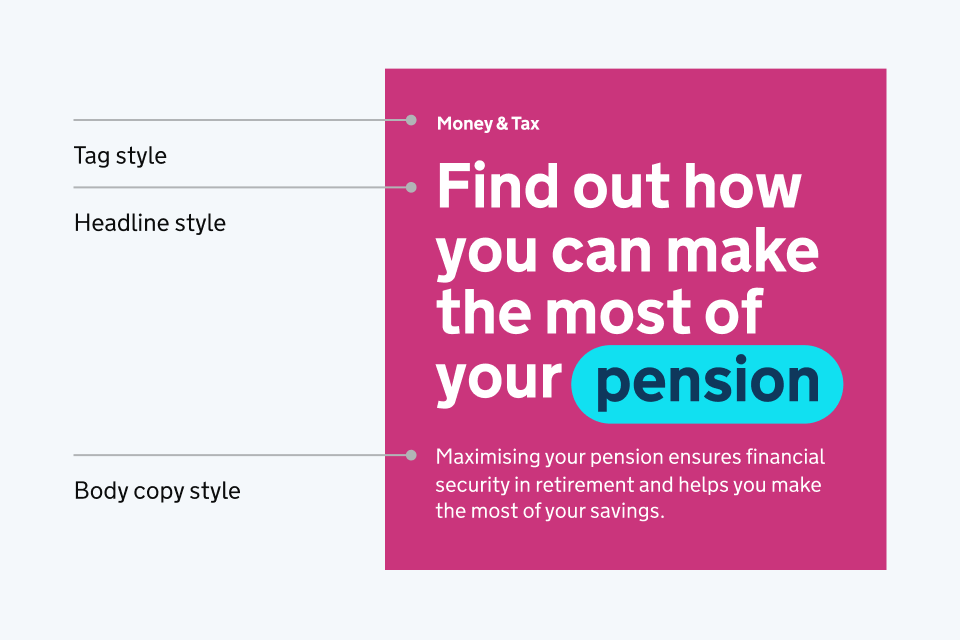 Tag style
Headline style
Body copy style
Money & Tax
Find out how
you can make
the most of
your pension
Maximising your pension ensures financial
security in retirement and helps you make
the most of your savings.